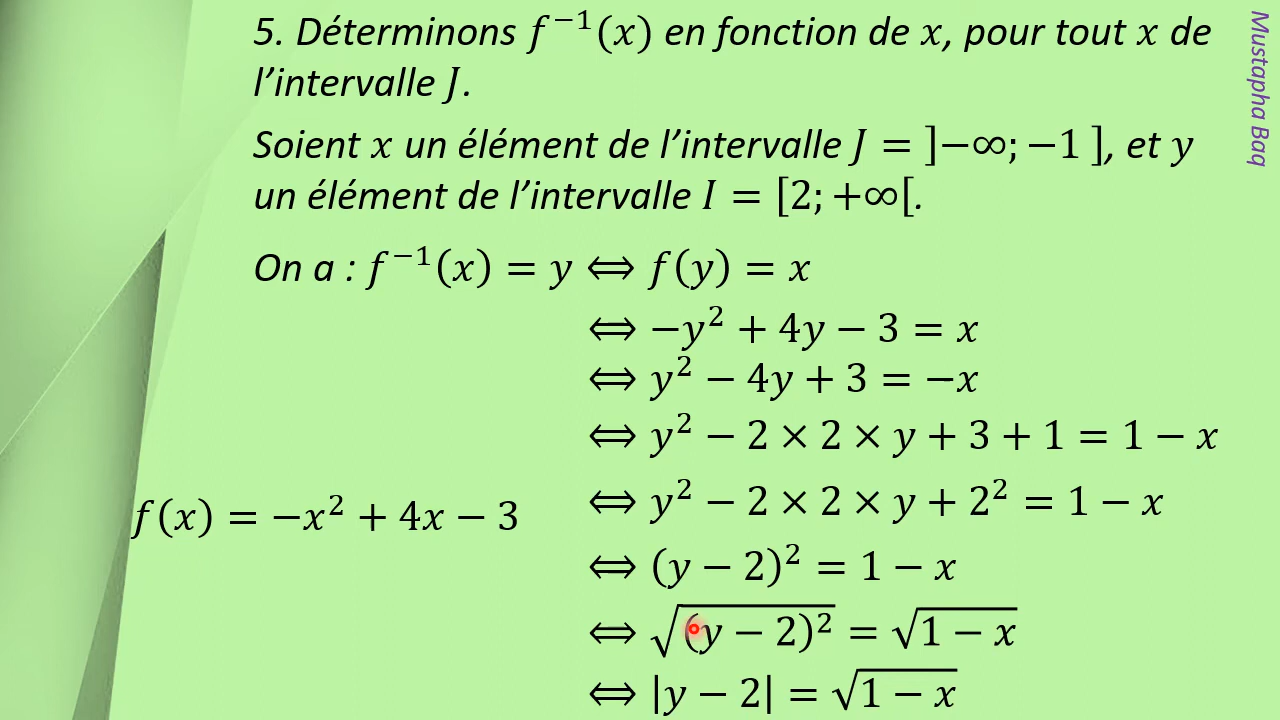 5. Déterminons f⁻¹(x) en fonction de x, pour tout x de
l’intervalle J.
Soient x un élément de l’intervalle J = ]−∞; −1 ], et y
un élément de l’intervalle I = [2; +∞[.
On a : f⁻¹(x) = y ⟺ f(y) = x
⟺ −y² + 4y − 3 = x
⟺ y² − 4y + 3 = −x
⟺ y² − 2 × 2 × y + 3 + 1 = 1 − x
⟺ y² − 2 × 2 × y + 2² = 1 − x
f(x) = −x² + 4x − 3
⟺ (y − 2)² = 1 − x
⟺ √(y − 2)² = √1 − x
⟺ |y − 2| = √1 − x
Mustapha Baq